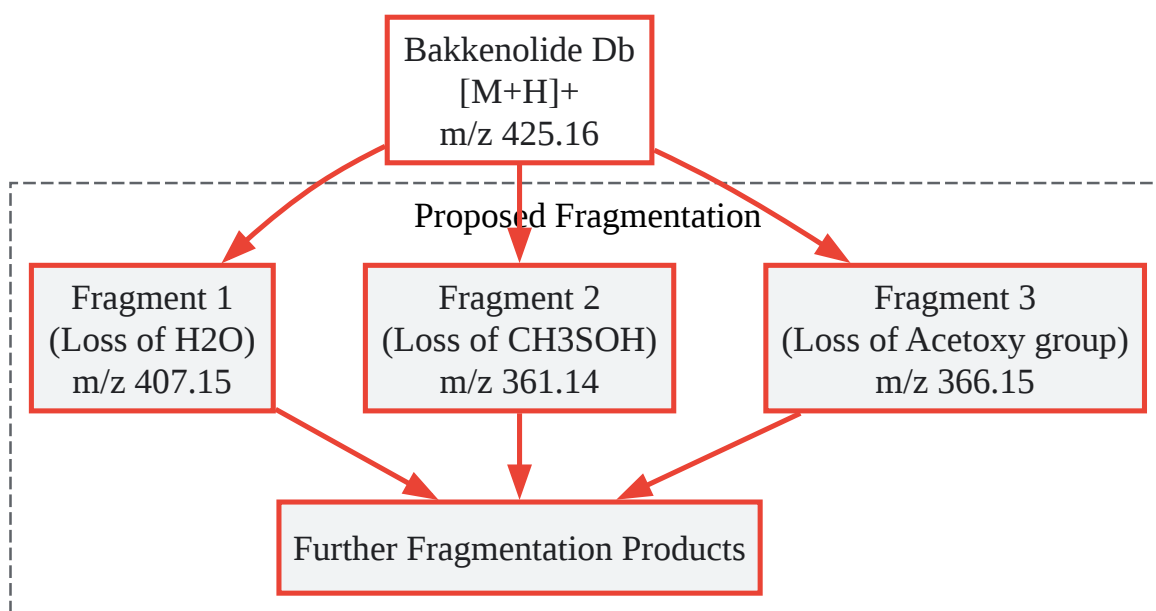 Bakkenolide Db
[M+H]+
m/z 425.16
Proposed Fragmentation
Fragment 1
(Loss of H2O)
m/z 407.15
Fragment 2
(Loss of CH3SOH)
m/z 361.14
Fragment 3
(Loss of Acetoxy group)
m/z 366.15
Further Fragmentation Products